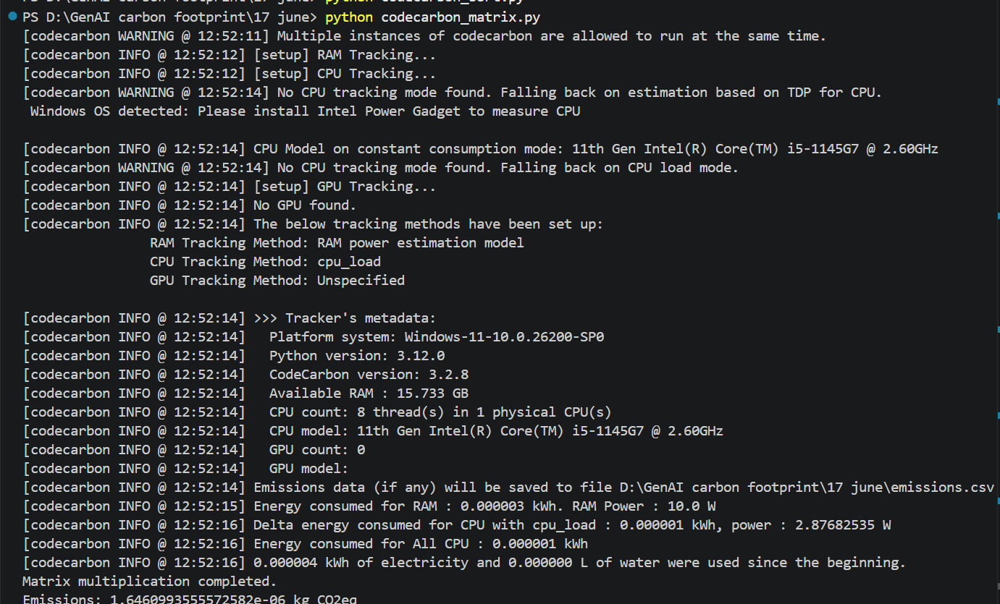 PS D:\GenAI carbon footprint\17 june> python codecarbon_sort.py
PS D:\GenAI carbon footprint\17 june> python codecarbon_matrix.py
[codecarbon WARNING @ 12:52:11] Multiple instances of codecarbon are allowed to run at the same time.
[codecarbon INFO @ 12:52:12] [setup] RAM Tracking...
[codecarbon INFO @ 12:52:12] [setup] CPU Tracking...
[codecarbon WARNING @ 12:52:14] No CPU tracking mode found. Falling back on estimation based on TDP for CPU.
Windows OS detected: Please install Intel Power Gadget to measure CPU
[codecarbon INFO @ 12:52:14] CPU Model on constant consumption mode: 11th Gen Intel(R) Core(TM) i5-1145G7 @ 2.60GHz
[codecarbon WARNING @ 12:52:14] No CPU tracking mode found. Falling back on CPU load mode.
[codecarbon INFO @ 12:52:14] [setup] GPU Tracking...
[codecarbon INFO @ 12:52:14] No GPU found.
[codecarbon INFO @ 12:52:14] The below tracking methods have been set up:
RAM Tracking Method: RAM power estimation model
CPU Tracking Method: cpu_load
GPU Tracking Method: Unspecified
[codecarbon INFO @ 12:52:14] >>> Tracker's metadata:
[codecarbon INFO @ 12:52:14]   Platform system: Windows-11-10.0.26200-SP0
[codecarbon INFO @ 12:52:14]   Python version: 3.12.0
[codecarbon INFO @ 12:52:14]   CodeCarbon version: 3.2.8
[codecarbon INFO @ 12:52:14]   Available RAM : 15.733 GB
[codecarbon INFO @ 12:52:14]   CPU count: 8 thread(s) in 1 physical CPU(s)
[codecarbon INFO @ 12:52:14]   CPU model: 11th Gen Intel(R) Core(TM) i5-1145G7 @ 2.60GHz
[codecarbon INFO @ 12:52:14]   GPU count: 0
[codecarbon INFO @ 12:52:14]   GPU model:
[codecarbon INFO @ 12:52:14] Emissions data (if any) will be saved to file D:\GenAI carbon footprint\17 june\emissions.csv
[codecarbon INFO @ 12:52:15] Energy consumed for RAM : 0.000003 kWh. RAM Power : 10.0 W
[codecarbon INFO @ 12:52:16] Delta energy consumed for CPU with cpu_load : 0.000001 kWh, power : 2.87682535 W
[codecarbon INFO @ 12:52:16] Energy consumed for All CPU : 0.000001 kWh
[codecarbon INFO @ 12:52:16] 0.000004 kWh of electricity and 0.000000 L of water were used since the beginning.
Matrix multiplication completed.
Emissions: 1.6460993555572582e-06 kg CO2eq